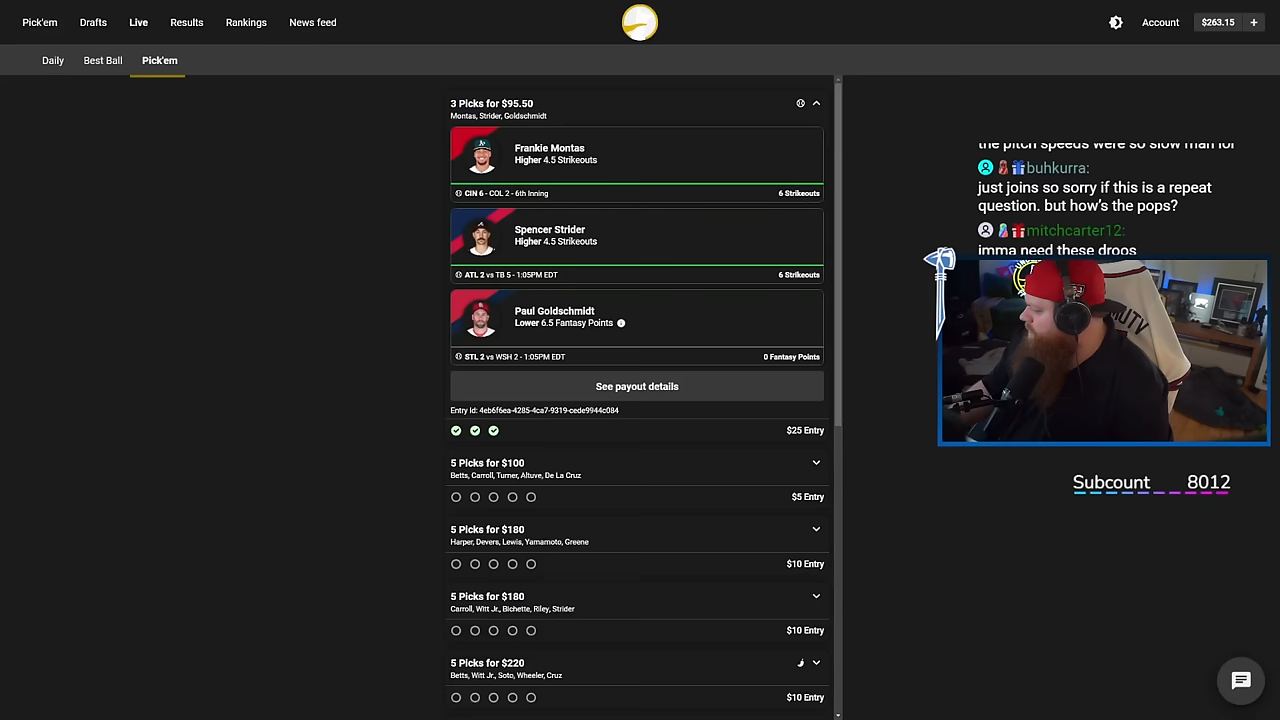 Pick'em
Drafts
Live
Results
Rankings
News feed
Account
$263.15
+
Daily
Best Ball
Pick'em
3 Picks for $95.50
Montas, Strider, Goldschmidt
Frankie Montas
Higher 4.5 Strikeouts
CIN 6 - COL 2 - 6th Inning
6 Strikeouts
Spencer Strider
Higher 4.5 Strikeouts
ATL 2 vs TB 5 - 1:05PM EDT
6 Strikeouts
Paul Goldschmidt
Lower 6.5 Fantasy Points
STL 2 vs WSH 2 - 1:05PM EDT
0 Fantasy Points
See payout details
Entry Id: 4eb6f6ea-4285-4ca7-9319-cede9944c084
$25 Entry
5 Picks for $100
Betts, Carroll, Turner, Altuve, De La Cruz
$5 Entry
5 Picks for $180
Harper, Devers, Lewis, Yamamoto, Greene
$10 Entry
5 Picks for $180
Carroll, Witt Jr., Bichette, Riley, Strider
$10 Entry
5 Picks for $220
Betts, Witt Jr., Soto, Wheeler, Cruz
$10 Entry
the pitch speeds were so slow man lol
buhkurra:
just joins so sorry if this is a repeat
question. but how's the pops?
mitchcarter12:
imma need these droos
Subcount 8012